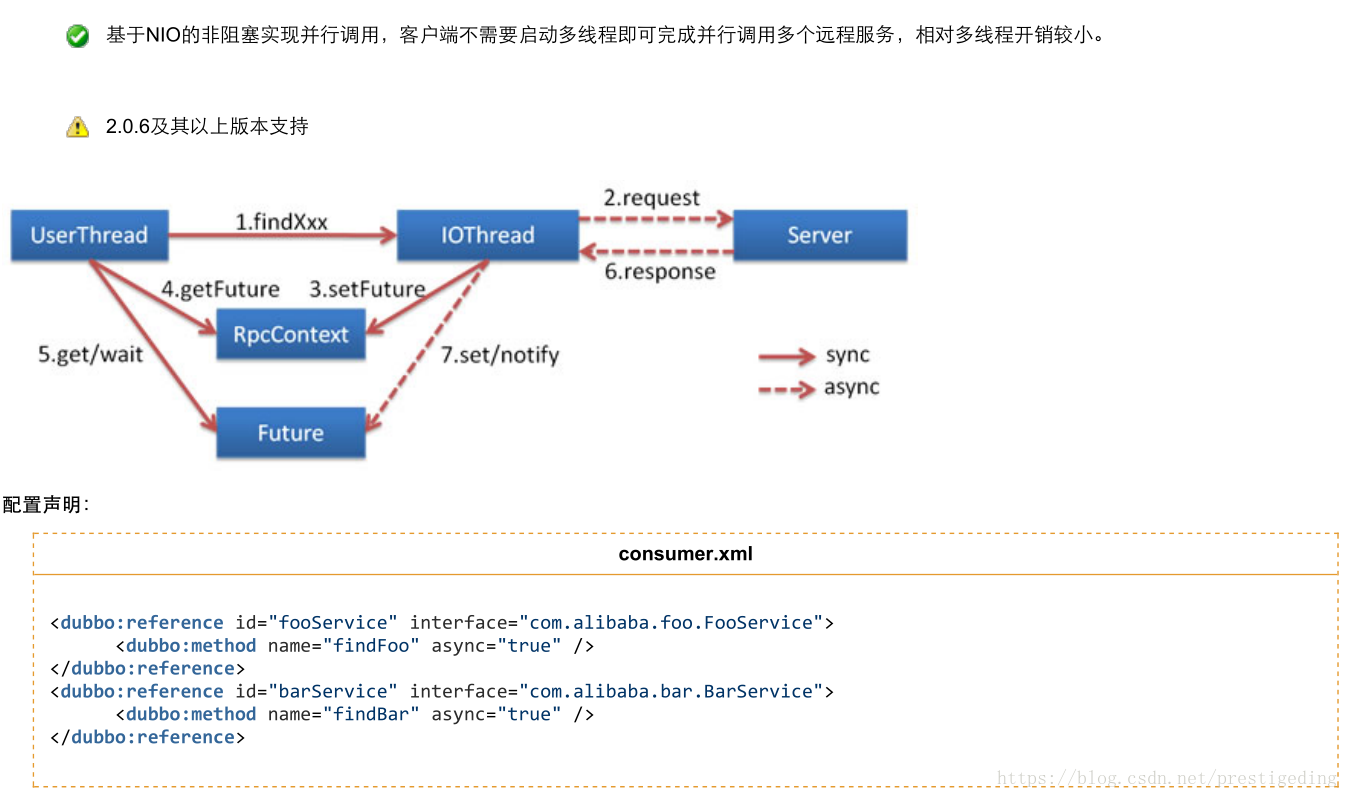 基于NIO的非阻塞实现并行调用，客户端不需要启动多线程即可完成并行调用多个远程服务，相对多线程开销较小。
2.0.6及其以上版本支持
2.request
1.findXxx
UserThread
IOThread
Server
6.response
4.getFuture
3.setFuture
RpcContext
5.get/wait
7.set/notify
sync
async
Future
配置声明：
consumer.xml
<dubbo:reference id="fooService" interface="com.alibaba.foo.FooService">
<dubbo:method name="findFoo" async="true" />
</dubbo:reference>
<dubbo:reference id="barService" interface="com.alibaba.bar.BarService">
<dubbo:method name="findBar" async="true" />
</dubbo:reference>
https://blog.csdn.net/prestigeding